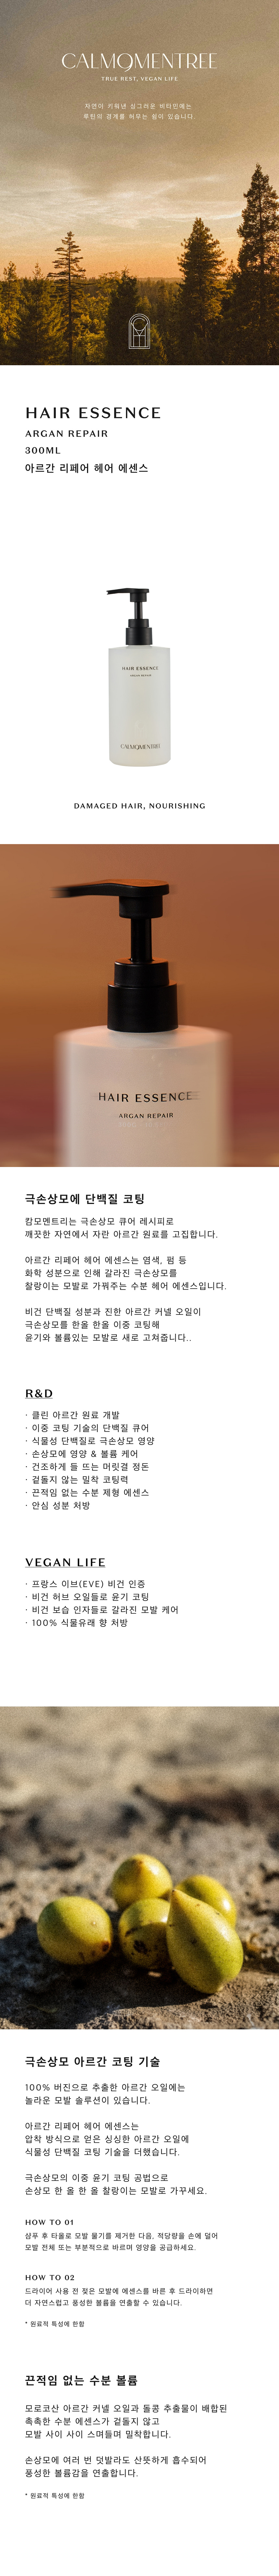 CALMOMENTREE
TRUE REST, VEGAN LIFE
자연이 키워낸 싱그러운 비타민에는
루틴의 경계를 허무는 쉼이 있습니다.
HAIR ESSENCE
ARGAN REPAIR
300ML
아르간 리페어 헤어 에센스
HAIR ESSENCE
ARGAN REPAIR
CALMOMENTREE
DAMAGED HAIR, NOURISHING
HAIR ESSENCE
ARGAN REPAIR
극손상모에 단백질 코팅
캄모멘트리는 극손상모 큐어 레시피로
깨끗한 자연에서 자란 아르간 원료를 고집합니다.
아르간 리페어 헤어 에센스는 염색, 펌 등
화학 성분으로 인해 갈라진 극손상모를
찰랑이는 모발로 가꿔주는 수분 헤어 에센스입니다.
비건 단백질 성분과 진한 아르간 커넬 오일이
극손상모를 한올 한올 이중 코팅해
윤기와 볼륨있는 모발로 새로 고쳐줍니다..
R&D
· 클린 아르간 원료 개발
· 이중 코팅 기술의 단백질 큐어
· 식물성 단백질로 극손상모 영양
· 손상모에 영양 & 볼륨 케어
· 건조하게 들 뜨는 머릿결 정돈
· 겉돌지 않는 밀착 코팅력
· 끈적임 없는 수분 제형 에센스
· 안심 성분 처방
VEGAN LIFE
· 프랑스 이브(EVE) 비건 인증
· 비건 허브 오일들로 윤기 코팅
· 비건 보습 인자들로 갈라진 모발 케어
· 100% 식물유래 향 처방
극손상모 아르간 코팅 기술
100% 버진으로 추출한 아르간 오일에는
놀라운 모발 솔루션이 있습니다.
아르간 리페어 헤어 에센스는
압착 방식으로 얻은 싱싱한 아르간 오일에
식물성 단백질 코팅 기술을 더했습니다.
극손상모의 이중 윤기 코팅 공법으로
손상모 한 올 한 올 찰랑이는 모발로 가꾸세요.
HOW TO 01
샴푸 후 타올로 모발 물기를 제거한 다음, 적당량을 손에 덜어
모발 전체 또는 부분적으로 바르며 영양을 공급하세요.
HOW TO 02
드라이어 사용 전 젖은 모발에 에센스를 바른 후 드라이하면
더 자연스럽고 풍성한 볼륨을 연출할 수 있습니다.
* 원료적 특성에 한함
끈적임 없는 수분 볼륨
모로코산 아르간 커넬 오일과 돌콩 추출물이 배합된
촉촉한 수분 에센스가 겉돌지 않고
모발 사이 사이 스며들며 밀착합니다.
손상모에 여러 번 덧발라도 산뜻하게 흡수되어
풍성한 볼륨감을 연출합니다.
* 원료적 특성에 한함